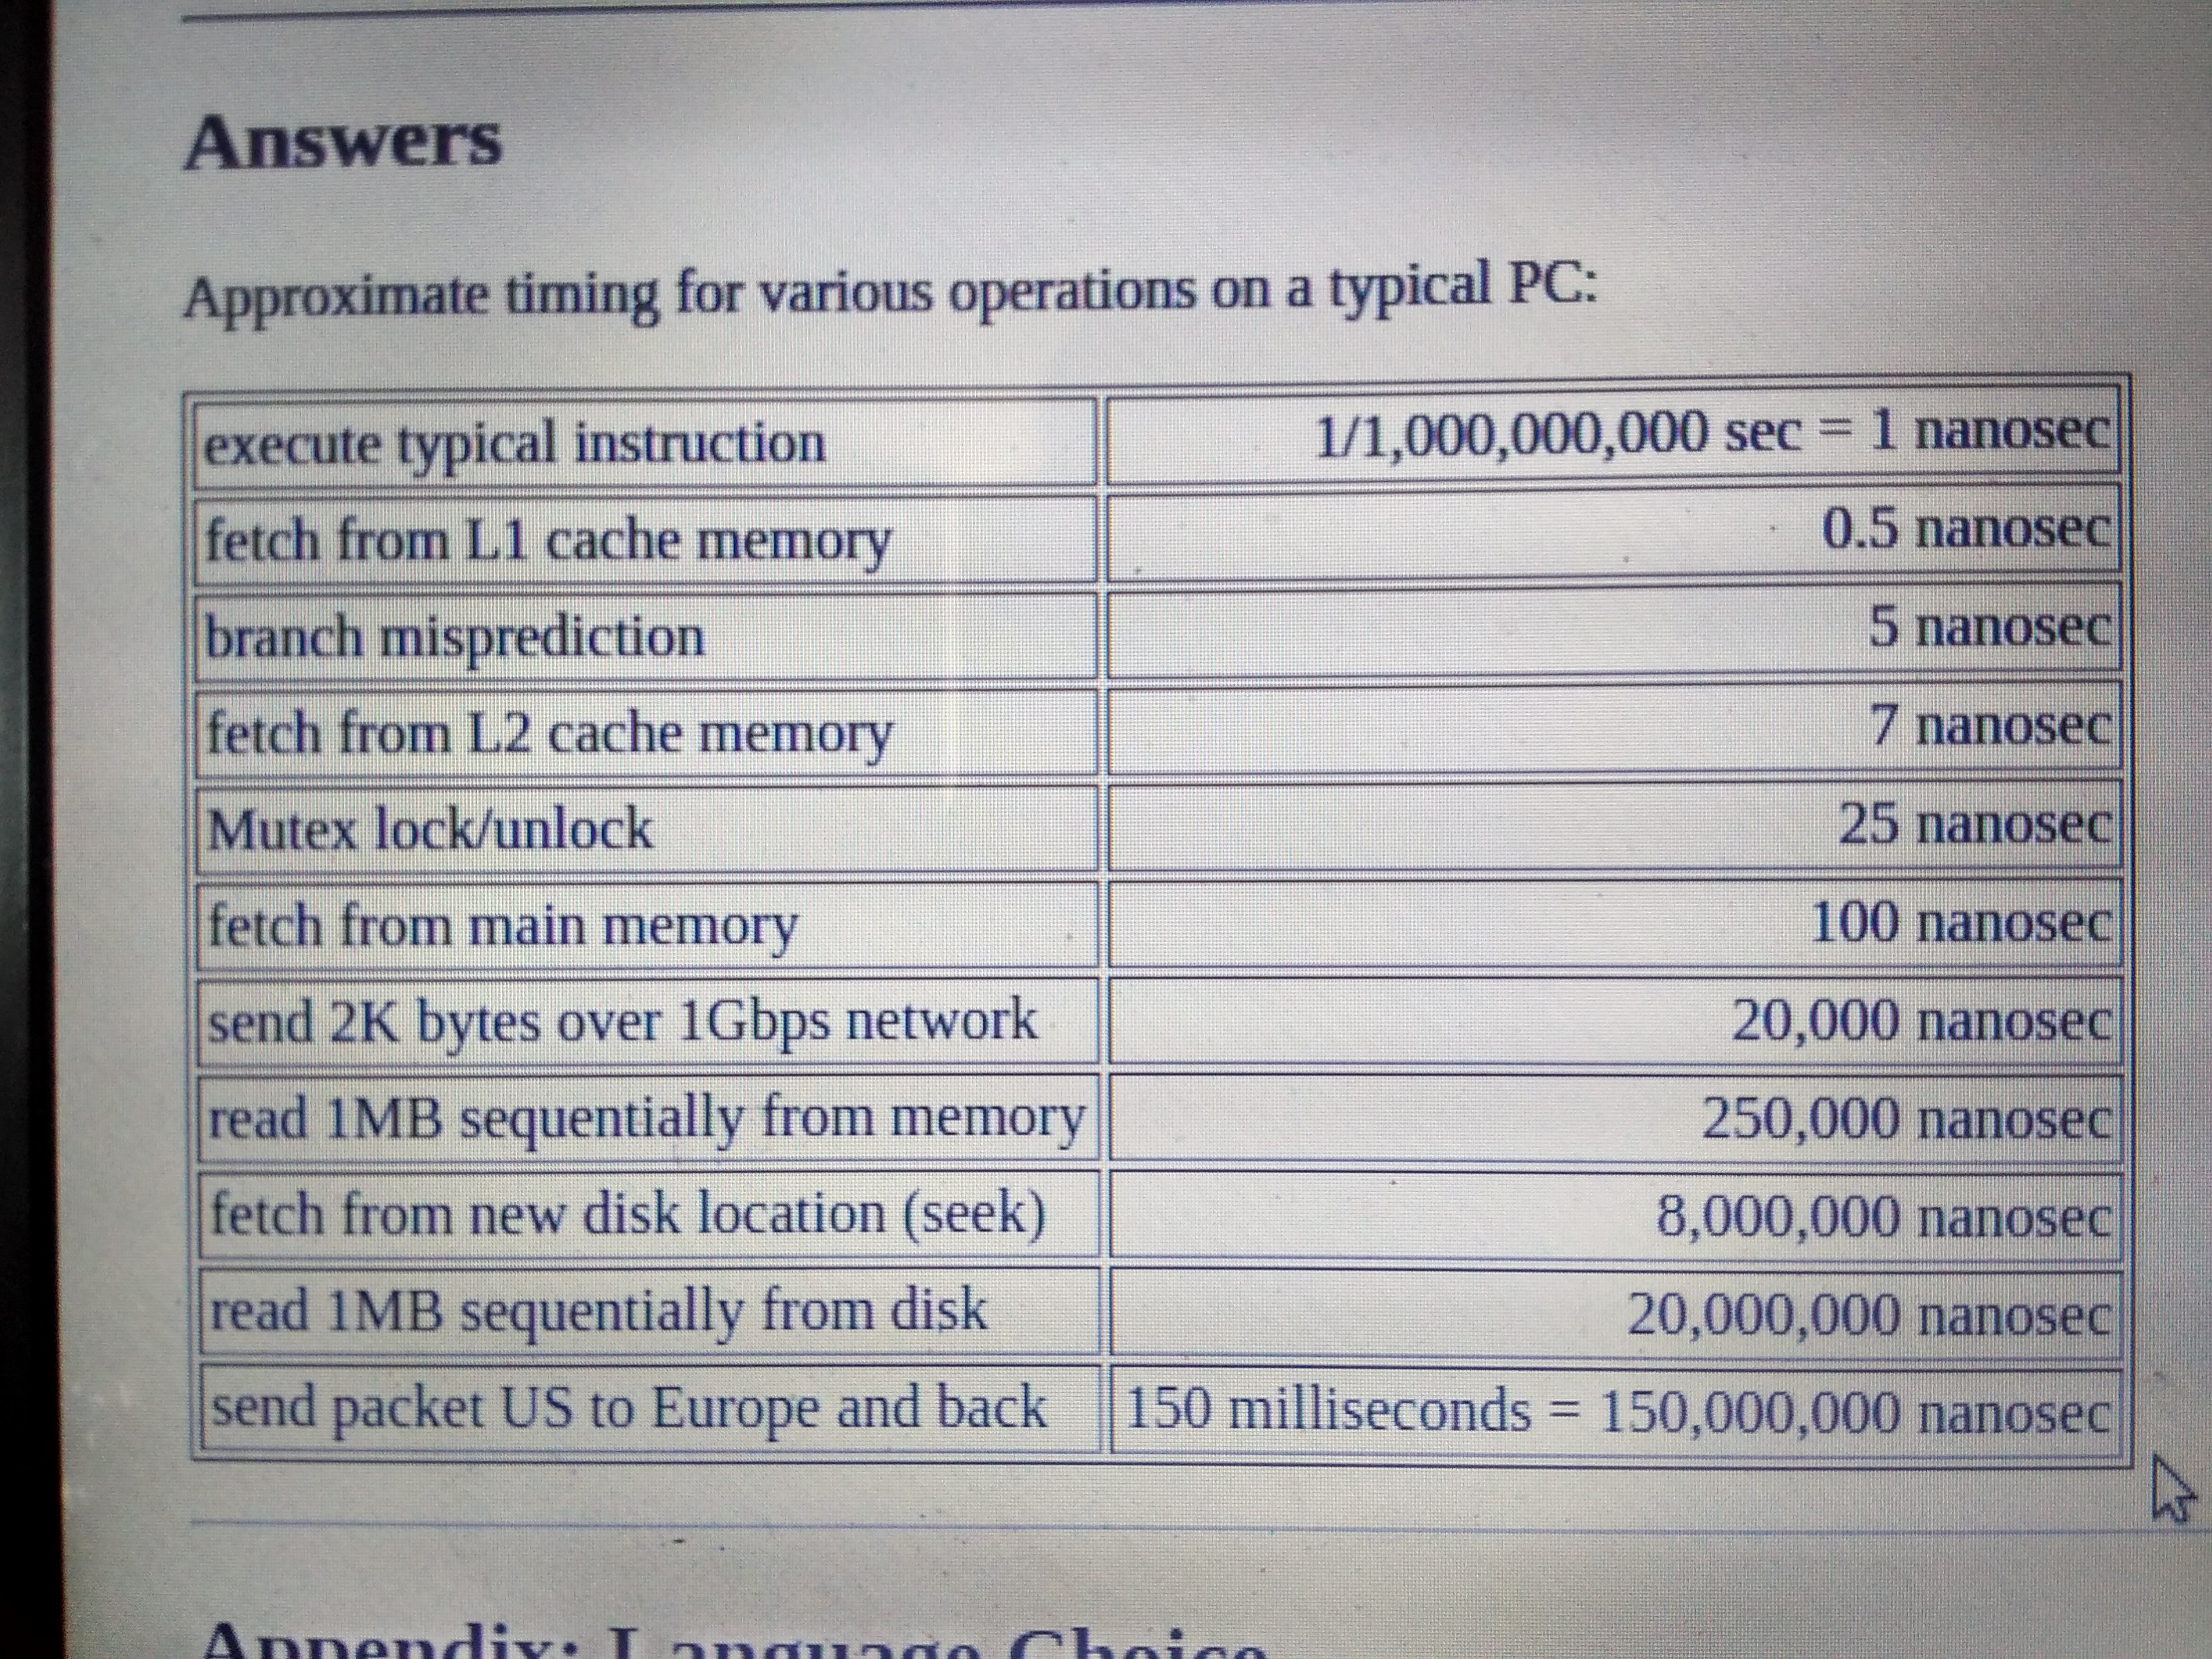 Answers
Approximate timing for various operations on a typical PC:
execute typical instruction 1/1,000,000,000 sec = 1 nanosec
fetch from L1 cache memory 0.5 nanosec
branch misprediction 5 nanosec
fetch from L2 cache memory 7 nanosec
Mutex lock/unlock 25 nanosec
fetch from main memory 100 nanosec
send 2K bytes over 1Gbps network 20,000 nanosec
read 1MB sequentially from memory 250,000 nanosec
fetch from new disk location (seek) 8,000,000 nanosec
read 1MB sequentially from disk 20,000,000 nanosec
send packet US to Europe and back 150 milliseconds = 150,000,000 nanosec
Appendix: Language Choice